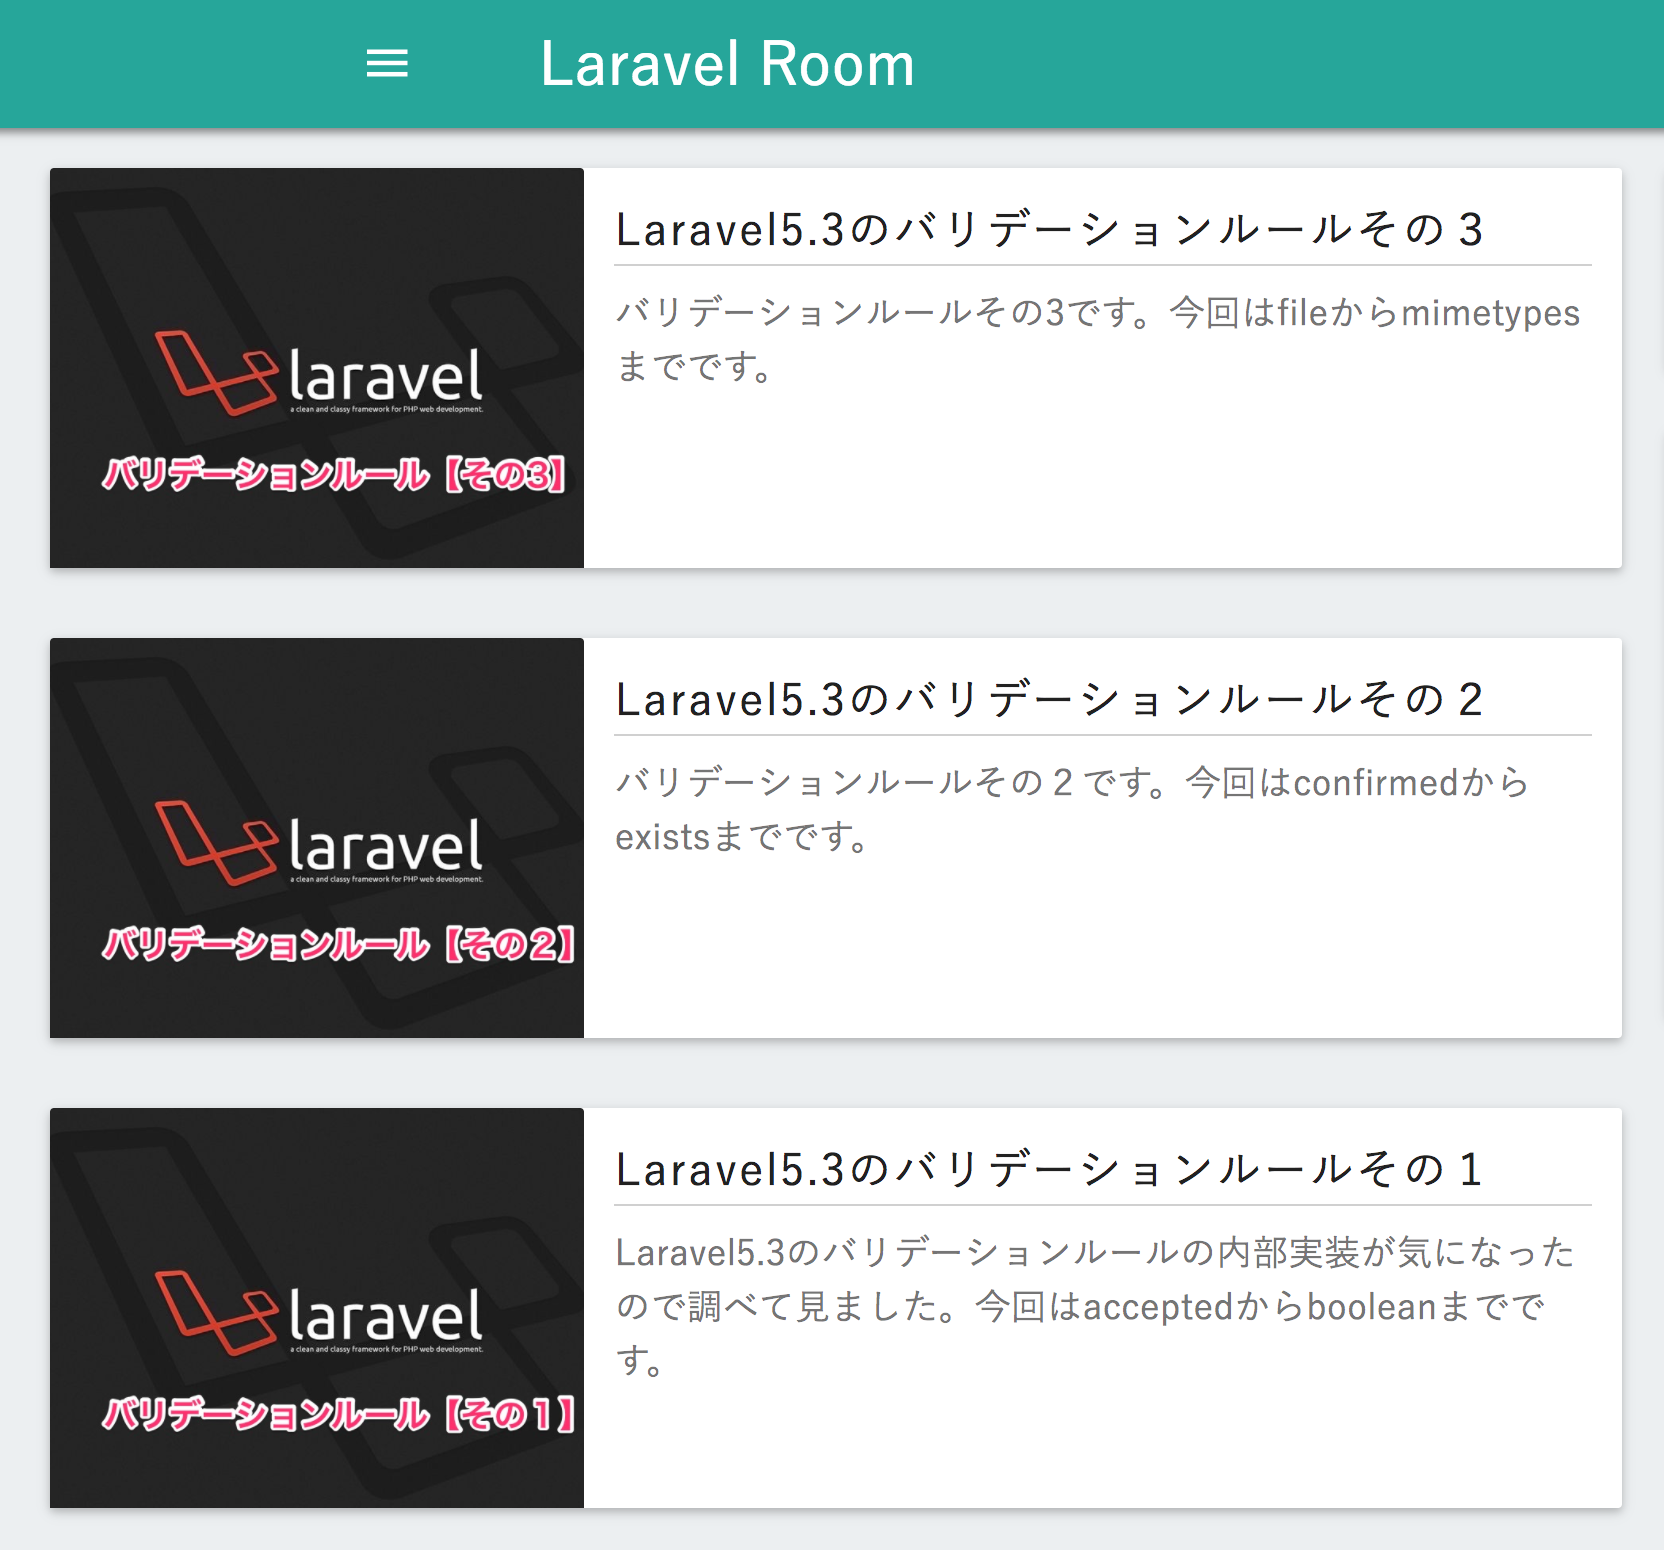 Laravel Room
laravel
a clean and classy framework for PHP web development.
バリデーションルール【その3】
Laravel5.3のバリデーションルールその３
バリデーションルールその3です。今回はfileからmimetypes
までです。
laravel
a clean and classy framework for PHP web development.
バリデーションルール【その２】
Laravel5.3のバリデーションルールその２
バリデーションルールその２です。今回はconfirmedから
existsまでです。
laravel
a clean and classy framework for PHP web development.
バリデーションルール【その１】
Laravel5.3のバリデーションルールその１
Laravel5.3のバリデーションルールの内部実装が気になった
ので調べて見ました。今回はacceptedからbooleanまでで
す。